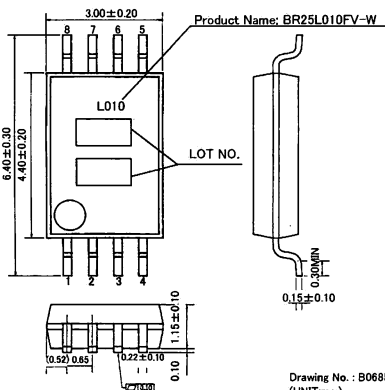 3.00±0.20
Product Name: BR25L010FV-W
8 7 6 5
L010
LOT NO.
6.40±0.30
4.40±0.20
1 2 3 4
0.30MIN
0.15±0.10
1.15±0.10
0.10
(0.52) 0.65 0.22±0.10
Drawing No. : B068